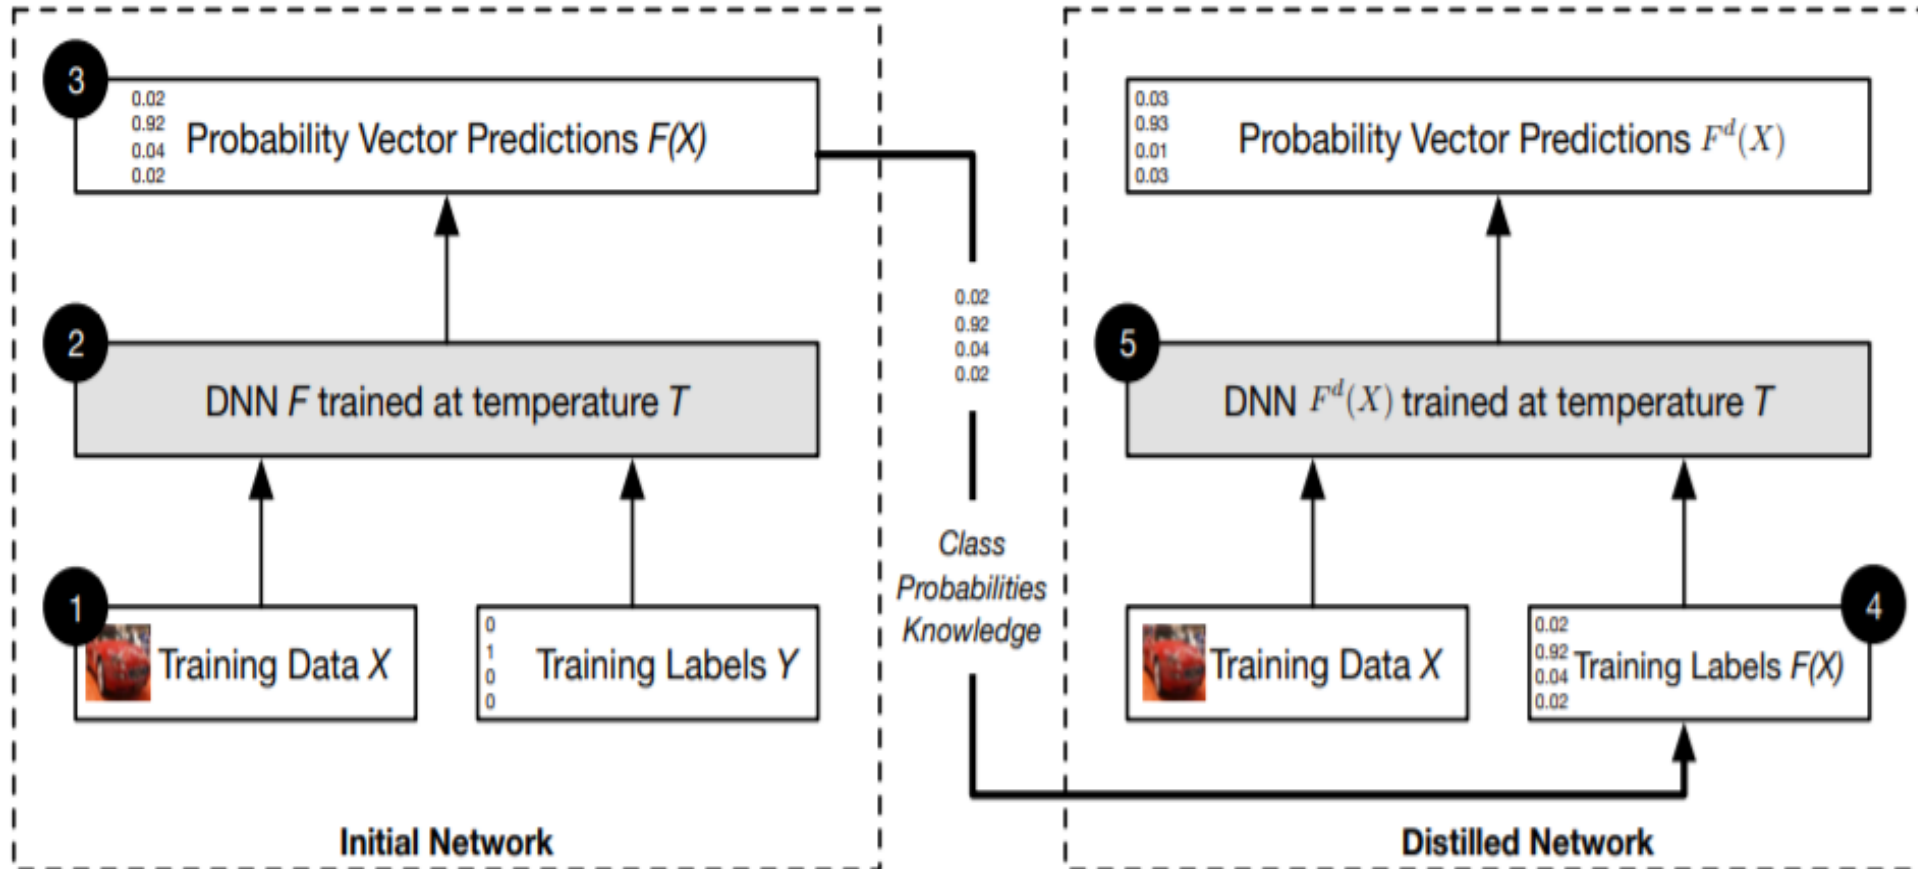 3
0.02
0.92
0.04
0.02
Probability Vector Predictions F(X)
2
DNN F trained at temperature T
1
Training Data X
0
1
0
0
Training Labels Y
Initial Network
0.02
0.92
0.04
0.02
Class
Probabilities
Knowledge
0.03
0.93
0.01
0.03
Probability Vector Predictions F^d(X)
5
DNN F^d(X) trained at temperature T
Training Data X
4
0.02
0.92
0.04
0.02
Training Labels F(X)
Distilled Network